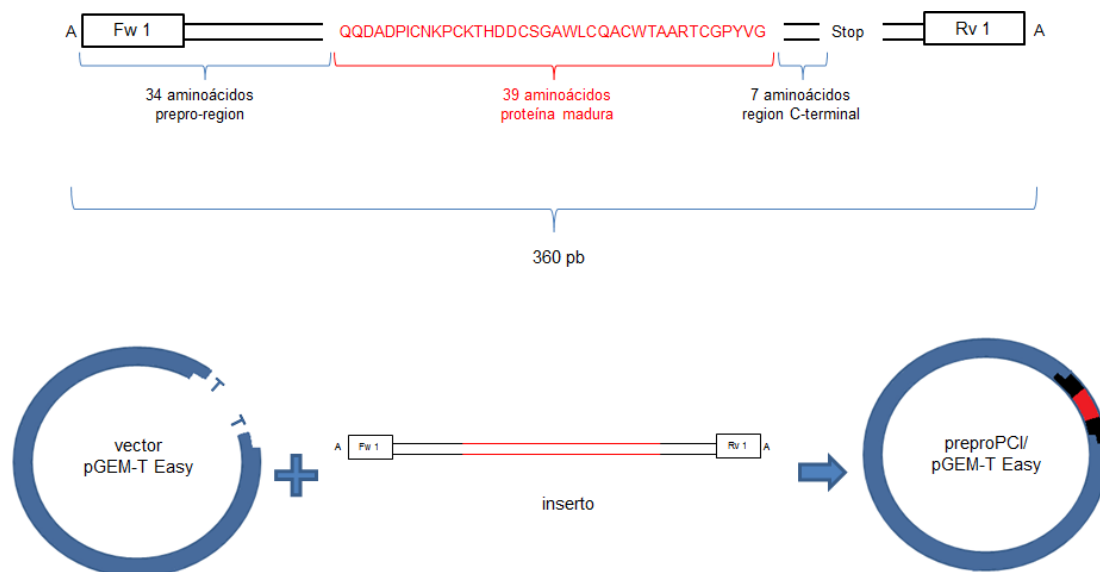 A Fw 1 QQDADPICNKPCKTHDDCSGAWLCQACWTAARTCGPYVG Stop Rv 1 A
34 aminoácidos
prepro-region
39 aminoácidos
proteína madura
7 aminoácidos
region C-terminal
360 pb
T
T
vector
pGEM-T Easy
A Fw 1 Rv 1 A
inserto
preproPCI/
pGEM-T Easy